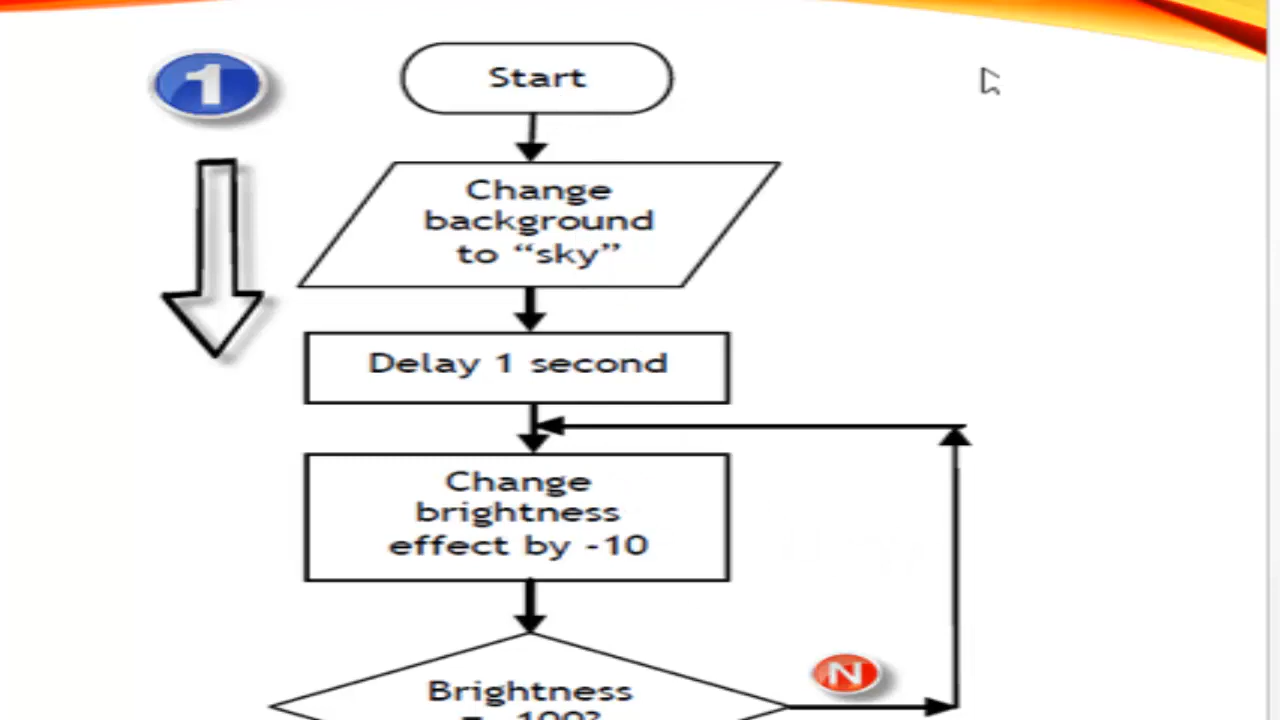 1
Start
Change
background
to “sky”
Delay 1 second
Change
brightness
effect by -10
N
Brightness